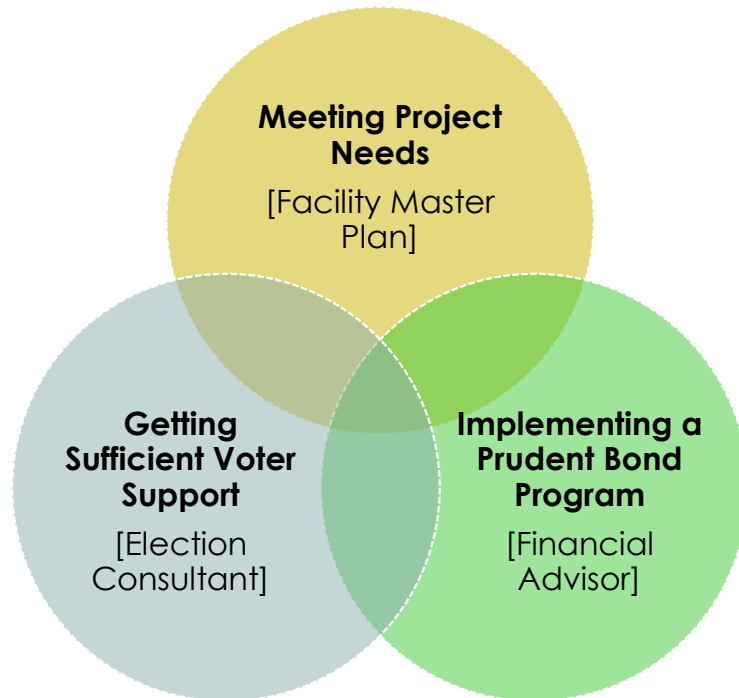 Meeting Project
Needs
[Facility Master
Plan]
Getting
Sufficient Voter
Support
[Election
Consultant]
Implementing a
Prudent Bond
Program
[Financial
Advisor]